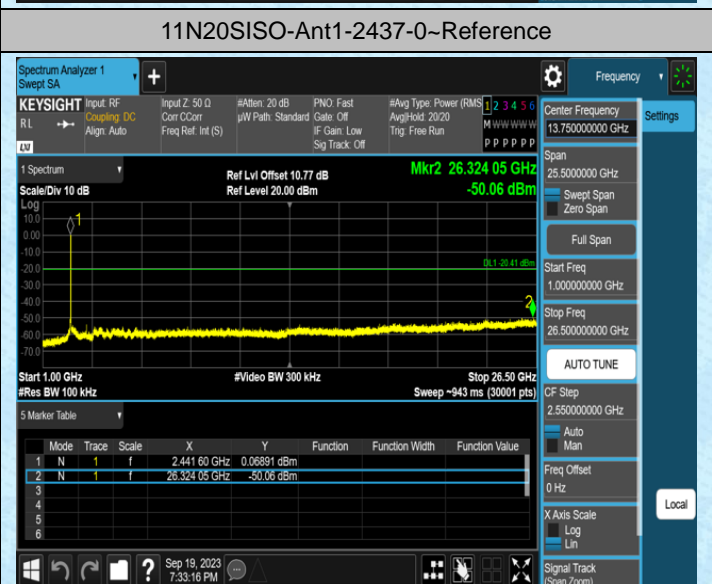 11N20SISO-Ant1-2437-0~Reference
Spectrum Analyzer 1
Swept SA
+
Frequency
KEYSIGHT
RL
LXI
Input: RF
Coupling: DC
Align: Auto
Input Z: 50 Ω
Corr CCorr
Freq Ref: Int (S)
#Atten: 20 dB
µW Path: Standard
PNO: Fast
Gate: Off
IF Gain: Low
Sig Track: Off
#Avg Type: Power (RMS
Avg|Hold: 20/20
Trig: Free Run
1 2 3 4 5 6
M W W W W W
P P P P P P
1 Spectrum
Scale/Div 10 dB
Ref Lvl Offset 10.77 dB
Ref Level 20.00 dBm
Mkr2 26.324 05 GHz
-50.06 dBm
Log
10.0
0.00
-10.0
-20.0
-30.0
-40.0
-50.0
-60.0
-70.0
1
DL1 -20.41 dBm
2
Start 1.00 GHz
#Res BW 100 kHz
#Video BW 300 kHz
Stop 26.50 GHz
Sweep ~943 ms (30001 pts)
5 Marker Table
Mode Trace Scale X Y Function Function Width Function Value
1 N 1 f 2.441 60 GHz 0.06891 dBm
2 N 1 f 26.324 05 GHz -50.06 dBm
3
4
5
6
Sep 19, 2023
7:33:16 PM
?
Center Frequency
13.750000000 GHz
Settings
Span
25.5000000 GHz
Swept Span
Zero Span
Full Span
Start Freq
1.000000000 GHz
Stop Freq
26.500000000 GHz
AUTO TUNE
CF Step
2.550000000 GHz
Auto
Man
Freq Offset
0 Hz
X Axis Scale
Log
Lin
Local
Signal Track
(Span Zoom)